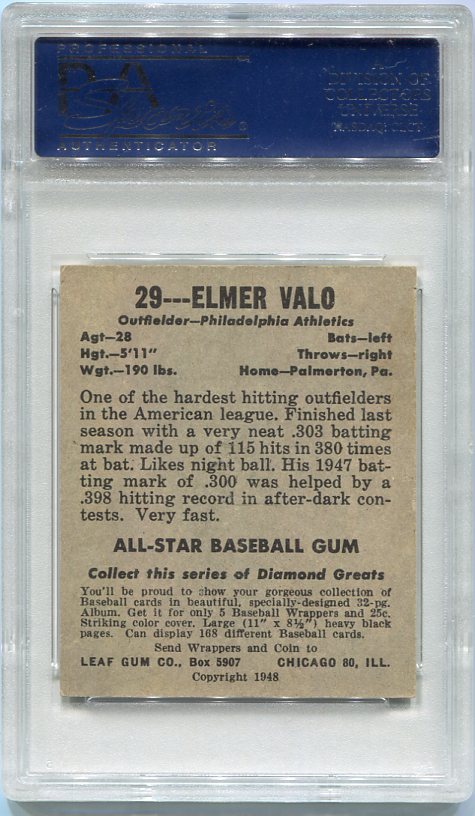 PROFESSIONAL
PSA
Sports
AUTHENTICATOR
A
DIVISION OF
COLLECTORS
UNIVERSE
NASDAQ: CLCT
29---ELMER VALO
Outfielder—Philadelphia Athletics
Agt—28 Bats—left
Hgt.—5'11" Throws—right
Wgt.—190 lbs. Home—Palmerton, Pa.
One of the hardest hitting outfielders
in the American league. Finished last
season with a very neat .303 batting
mark made up of 115 hits in 380 times
at bat. Likes night ball. His 1947 bat-
ting mark of .300 was helped by a
.398 hitting record in after-dark con-
tests. Very fast.
ALL-STAR BASEBALL GUM
Collect this series of Diamond Greats
You'll be proud to show your gorgeous collection of
Baseball cards in beautiful, specially-designed 32-pg.
Album. Get it for only 5 Baseball Wrappers and 25c.
Striking color cover. Large (11" x 8½") heavy black
pages. Can display 168 different Baseball cards.
Send Wrappers and Coin to
LEAF GUM CO., Box 5907 CHICAGO 80, ILL.
Copyright 1948